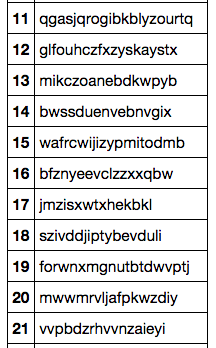 11 qgasjqrogibkblyzourtq
12 glfouhczfxzyskaystx
13 mikczoanebdkwpyb
14 bwssduenvebnvgix
15 wafrcwijizypmitodmb
16 bfznyeevclzzxxqbw
17 jmzisxwtxhekbkl
18 szivddjiptybevduli
19 forwnxmgnutbtdwvptj
20 mwwmrvljafpkwzdiy
21 vvpbdzrhvvnzaieyi